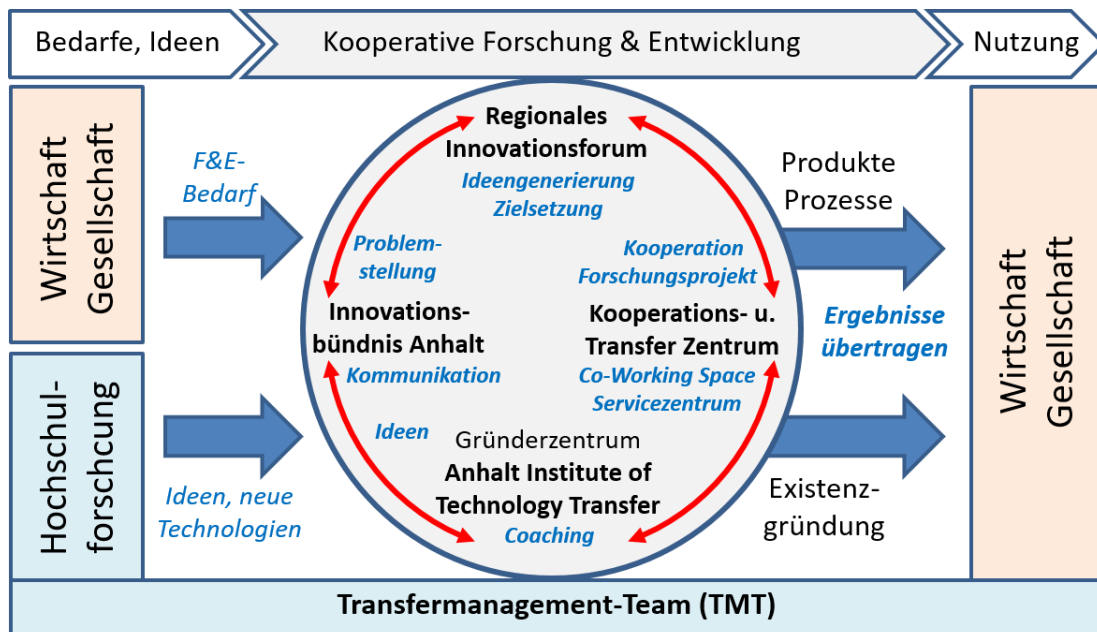 Bedarfe, Ideen
Kooperative Forschung & Entwicklung
Nutzung
Wirtschaft
Gesellschaft
F&E-
Bedarf
Hochschul-
forschcung
Ideen, neue
Technologien
Regionales
Innovationsforum
Ideengenerierung
Zielsetzung
Problem-
stellung
Kooperation
Forschungsprojekt
Innovations-
bündnis Anhalt
Kommunikation
Kooperations- u.
Transfer Zentrum
Co-Working Space
Servicezentrum
Ideen
Gründerzentrum
Anhalt Institute of
Technology Transfer
Coaching
Produkte
Prozesse
Ergebnisse
übertragen
Existenz-
gründung
Wirtschaft
Gesellschaft
Transfermanagement-Team (TMT)